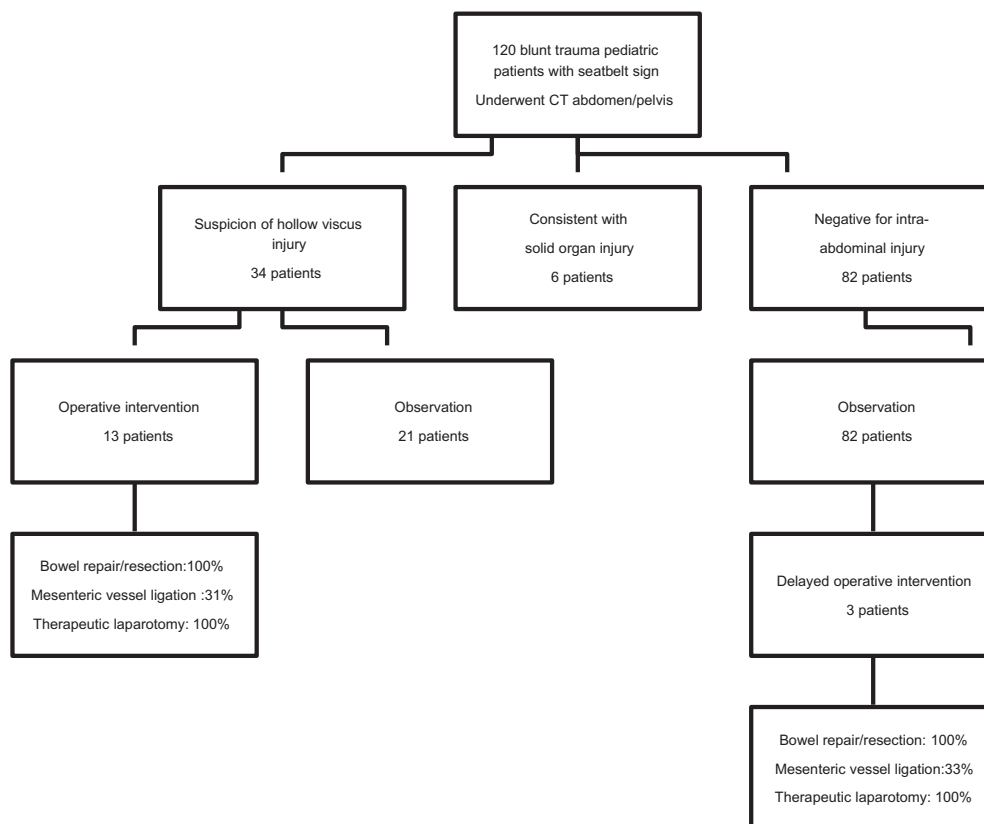 120 blunt trauma pediatric
patients with seatbelt sign
Underwent CT abdomen/pelvis
Suspicion of hollow viscus
injury
34 patients
Consistent with
solid organ injury
6 patients
Negative for intra-
abdominal injury
82 patients
Operative intervention
13 patients
Observation
21 patients
Observation
82 patients
Bowel repair/resection:100%
Mesenteric vessel ligation :31%
Therapeutic laparotomy: 100%
Delayed operative intervention
3 patients
Bowel repair/resection: 100%
Mesenteric vessel ligation:33%
Therapeutic laparotomy: 100%